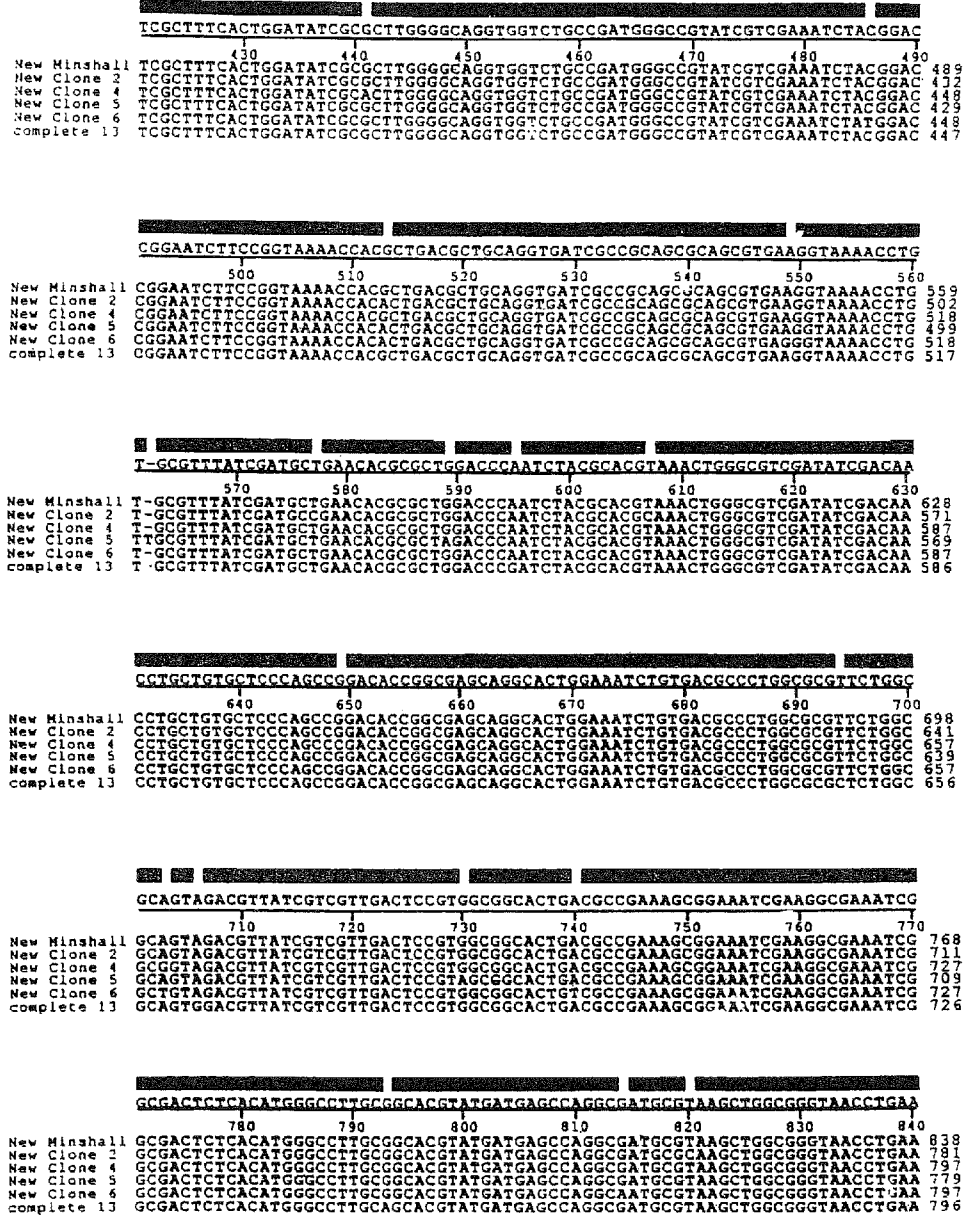 TCGCTTTCACTGGATATCGCGCTTGGGGCAGGTGGTCTGCCGATGGGCCGTATCGTCGAAATCTACGGAC
430 440 450 460 470 480 490
New Minshall TCGCTTTCACTGGATATCGCGCTTGGGGCAGGTGGTCTGCCGATGGGCCGTATCGTCGAAATCTACGGAC 489
New Clone 2 TCGCTTTCACTGGATATCGCGCTTGGGGCAGGTGGTCTGCCGATGGGCCGTATCGTCGAAATCTACGGAC 432
New Clone 4 TCGCTTTCACTGGATATCGCACTTGGGGCAGGTGGTCTGCCGATGGGCCGTATCGTCGAAATCTACGGAC 448
New Clone 5 TCGCTTTCACTGGATATCGCGCTTGGGGCAGGTGGTCTGCCGATGGGCCGTATCGTCGAAATCTACGGAC 429
New Clone 6 TCGCTTTCACTGGATATCGCGCTTGGGGCAGGTGGTCTGCCGATGGGCCGTATCGTCGAAATCTATGGAC 448
complete 13 TCGCTTTCACTGGATATCGCGCTTGGGGCAGGTGGTCTGCCGATGGGCCGTATCGTCGAAATCTACGGAC 447
CGGAATCTTCCGGTAAAACCACGCTGACGCTGCAGGTGATCGCCGCAGCGCAGCGTGAAGGTAAAACCTG
500 510 520 530 540 550 560
New Minshall CGGAATCTTCCGGTAAAACCACGCTGACGCTGCAGGTGATCGCCGCAGCGCAGCGTGAAGGTAAAACCTG 559
New Clone 2 CGGAATCTTCCGGTAAAACCACACTGACGCTGCAGGTGATCGCCGCAGCGCAGCGTGAAGGTAAAACCTG 502
New Clone 4 CGGAATCTTCCGGTAAAACCACGCTGACGCTGCAGGTGATCGCCGCAGCGCAGCGTGAAGGTAAAACCTG 518
New Clone 5 CGGAATCTTCCGGTAAAACCACACTGACGCTGCAGGTGATCGCCGCAGCGCAGCGTGAAGGTAAAACCTG 499
New Clone 6 CGGAATCTTCCGGTAAAACCACACTGACGCTGCAGGTGATCGCCGCAGCGCAGCGTGAGGGTAAAACCTG 518
complete 13 CGGAATCTTCCGGTAAAACCACGCTGACGCTGCAGGTGATCGCCGCAGCGCAGCGTGAAGGTAAAACCTG 517
T-GCGTTTATCGATGCTGAACACGCGCTGGACCCAATCTACGCACGTAAACTGGGCGTCGATATCGACAA
570 580 590 600 610 620 630
New Minshall T-GCGTTTATCGATGCTGAACACGCGCTGGACCCAATCTACGCACGTAAACTGGGCGTCGATATCGACAA 628
New Clone 2 T-GCGTTTATCGATGCCGAACACGCGCTGGACCCAATCTACGCACGCAAACTGGGCGTCGATATCGACAA 571
New Clone 4 T-GCGTTTATCGATGCTGAACACGCGCTGGACCCAATCTACGCACGTAAACTGGGCGTCGATATCGACAA 587
New Clone 5 TTGCGTTTATCGATGCTGAACACGCGCTAGACCCAATCTACGCACGTAAACTGGGCGTCGATATCGACAA 569
New Clone 6 T-GCGTTTATCGATGCTGAACACGCGCTGGACCCAATCTACGCACGTAAACTGGGCGTCGATATCGACAA 587
complete 13 T-GCGTTTATCGATGCTGAACACGCGCTGGACCCGATCTACGCACGTAAACTGGGCGTCGATATCGACAA 586
CCTGCTGTGCTCCCAGCCGGACACCGGCGAGCAGGCACTGGAAATCTGTGACGCCCTGGCGCGTTCTGGC
640 650 660 670 680 690 700
New Minshall CCTGCTGTGCTCCCAGCCGGACACCGGCGAGCAGGCACTGGAAATCTGTGACGCCCTGGCGCGTTCTGGC 698
New Clone 2 CCTGCTGTGCTCCCAGCCGGACACCGGCGAGCAGGCACTGGAAATCTGTGACGCCCTGGCGCGTTCTGGC 641
New Clone 4 CCTGCTGTGCTCCCAGCCCGACACCGGCGAGCAGGCACTGGAAATCTGTGACGCCCTGGCGCGTTCTGGC 657
New Clone 5 CCTGCTGTGCTCCCAGCCGGACACCGGCGAGCAGGCACTGGAAATCTGTGACGCCCTGGCGCGTTCTGGC 639
New Clone 6 CCTGCTGTGCTCCCAGCCGGACACCGGCGAGCAGGCACTGGAAATCTGTGACGCCCTGGCGCGTTCTGGC 657
complete 13 CCTGCTGTGCTCCCAGCCGGACACCGGCGAGCAGGCACTGGAAATCTGTGACGCCCTGGCGCGCTCTGGC 656
GCAGTAGACGTTATCGTCGTTGACTCCGTGGCGGCACTGACGCCGAAAGCGGAAATCGAAGGCGAAATCG
710 720 730 740 750 760 770
New Minshall GCAGTAGACGTTATCGTCGTTGACTCCGTGGCGGCACTGACGCCGAAAGCGGAAATCGAAGGCGAAATCG 768
New Clone 2 GCAGTAGACGTTATCGTCGTTGACTCCGTGGCGGCACTGACGCCGAAAGCGGAAATCGAAGGCGAAATCG 711
New Clone 4 GCGGTAGACGTTATCGTCGTTGACTCCGTGGCGGCACTGACGCCGAAAGCGGAAATCGAAGGCGAAATCG 727
New Clone 5 GCAGTAGACGTTATCGTCGTTGACTCCGTAGCGGCACTGACGCCGAAAGCGGAAATCGAAGGCGAAATCG 709
New Clone 6 GCTGTAGACGTTATCGTCGTTGACTCCGTGGCGGCACTGTCGCCGAAAGCGGAAATCGAAGGCGAAATCG 727
complete 13 GCAGTGGACGTTATCGTCGTTGACTCCGTGGCGGCACTGACGCCGAAAGCGGAAATCGAAGGCGAAATCG 726
GCGACTCTCACATGGGCCTTGCGGCACGTATGATGAGCCAGGCGATGCGTAAGCTGGCGGGTAACCTGAA
780 790 800 810 820 830 840
New Minshall GCGACTCTCACATGGGCCTTGCGGCACGTATGATGAGCCAGGCGATGCGTAAGCTGGCGGGTAACCTGAA 838
New Clone 2 GCGACTCTCACATGGGCCTTGCGGCACGTATGATGAGCCAGGCGATGCGCAAGCTGGCGGGTAACCTGAA 781
New Clone 4 GCGACTCTCACATGGGCCTTGCGGCACGTATGATGAGCCAGGCGATGCGTAAGCTGGCGGGTAACCTGAA 797
New Clone 5 GCGACTCTCACATGGGCCTTGCGGCACGTATGATGAGCCAGGCGATGCGTAAGCTGGCGGGTAACCTGAA 779
New Clone 6 GCGACTCTCACATGGGCCTTGCGGCACGTATGATGAGCCAGGCAATGCGTAAGCTGGCGGGTAACCTGAA 797
complete 13 GCGACTCTCACATGGGCCTTGCAGCACGTATGATGAGCCAGGCGATGCGTAAGCTGGCGGGTAACCTGAA 796